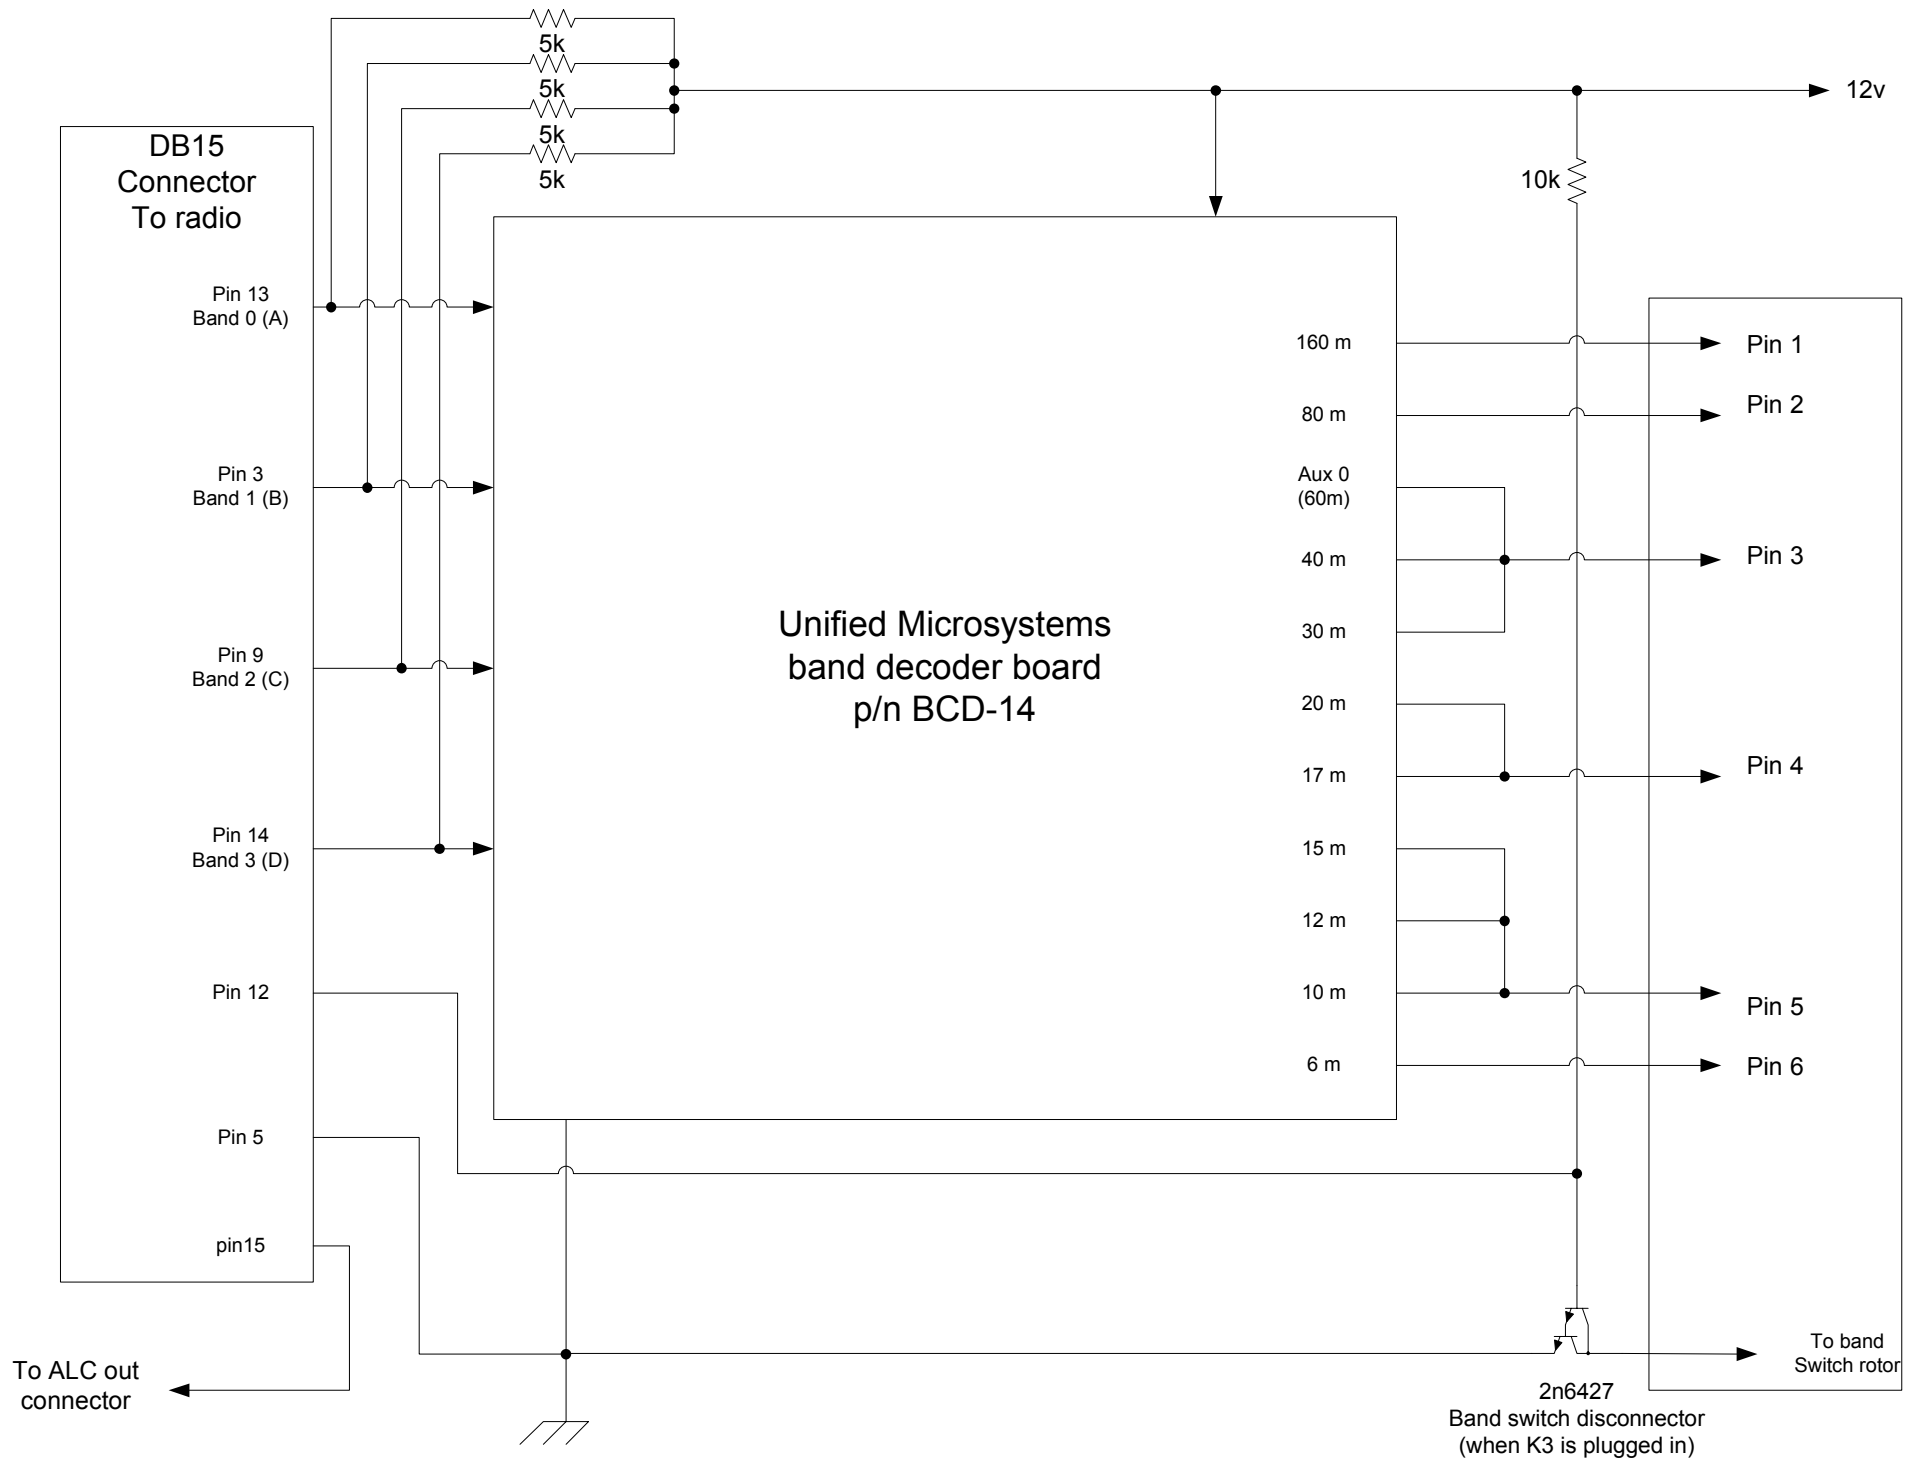 5k
5k
5k
5k
12v
10k
DB15
Connector
To radio
Pin 13
Band 0 (A)
Pin 3
Band 1 (B)
Pin 9
Band 2 (C)
Pin 14
Band 3 (D)
Pin 12
Pin 5
pin15
To ALC out
connector
Unified Microsystems
band decoder board
p/n BCD-14
160 m
80 m
Aux 0
(60m)
40 m
30 m
20 m
17 m
15 m
12 m
10 m
6 m
Pin 1
Pin 2
Pin 3
Pin 4
Pin 5
Pin 6
To band
Switch rotor
2n6427
Band switch disconnector
(when K3 is plugged in)